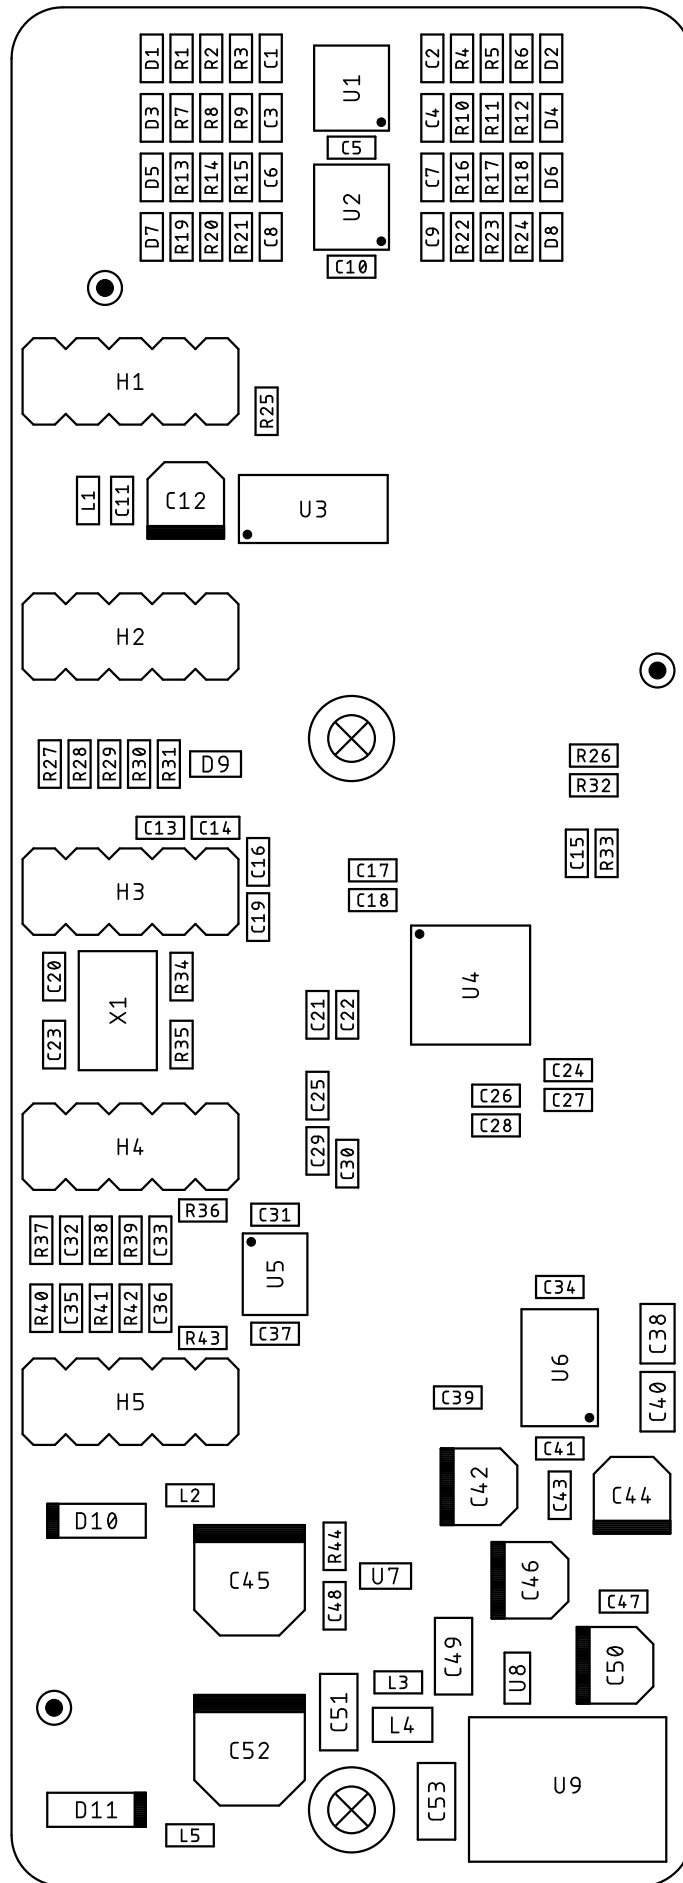 D1 R1 R2 R3 C1 U1 C2 R4 R5 R6 D2
D3 R7 R8 R9 C3 C4 R10 R11 R12 D4
C5
D5 R13 R14 R15 C6 U2 C7 R16 R17 R18 D6
D7 R19 R20 R21 C8 C9 R22 R23 R24 D8
C10
H1
R25
L1 C11 C12 U3
H2
R27 R28 R29 R30 R31 D9 R26
R32
C13 C14
C16 C15 R33
H3 C17
C18
C19
C20 X1 R34 U4
C23 R35 C21 C22
C24
C25 C26 C27
C28
H4 C29 C30
R36 C31
R37 C32 R38 R39 C33
U5
R40 C35 R41 R42 C36 C34
R43 C37 C38
U6
H5 C39 C40
C41
L2 C42 C43 C44
D10
R44
C45 U7 C46
C48 C47
C49 C50
L3 U8
C51 L4
C52
U9
D11 C53
L5